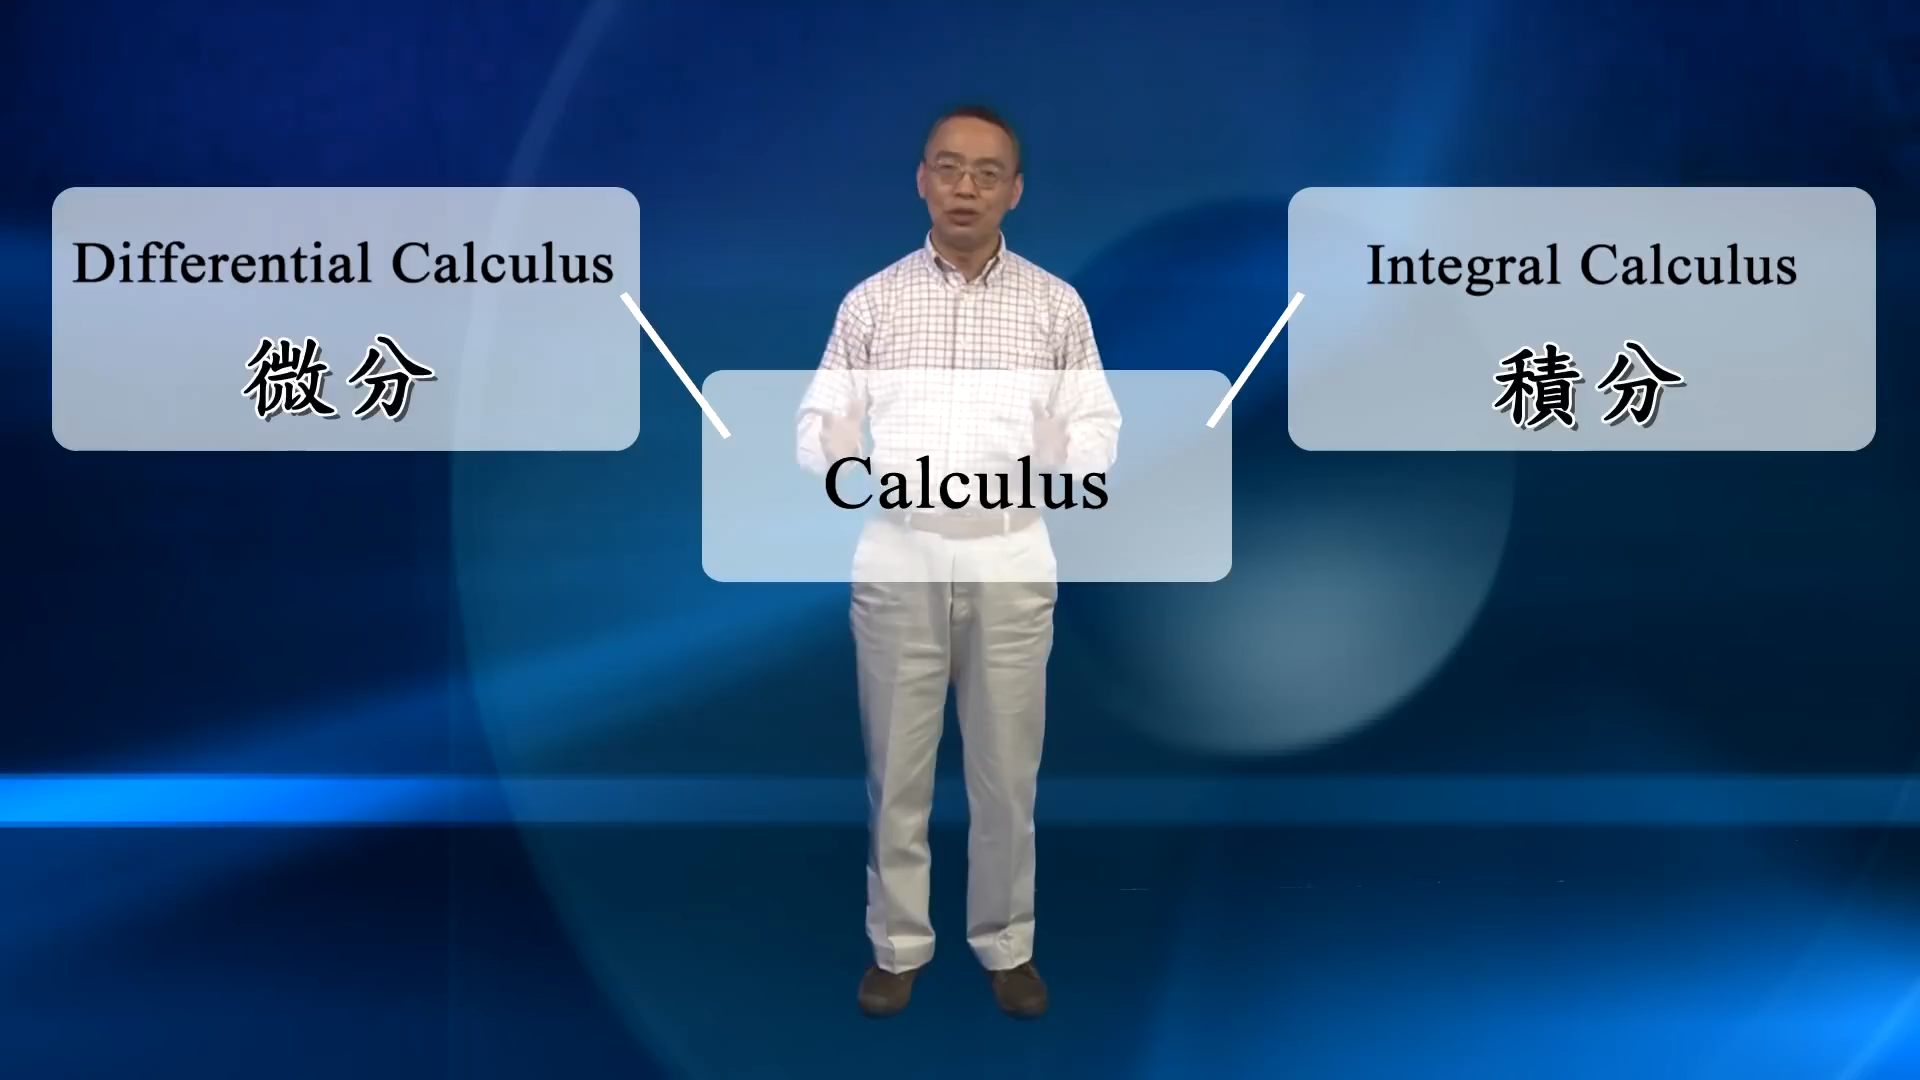 Differential Calculus
微分
Integral Calculus
積分
Calculus